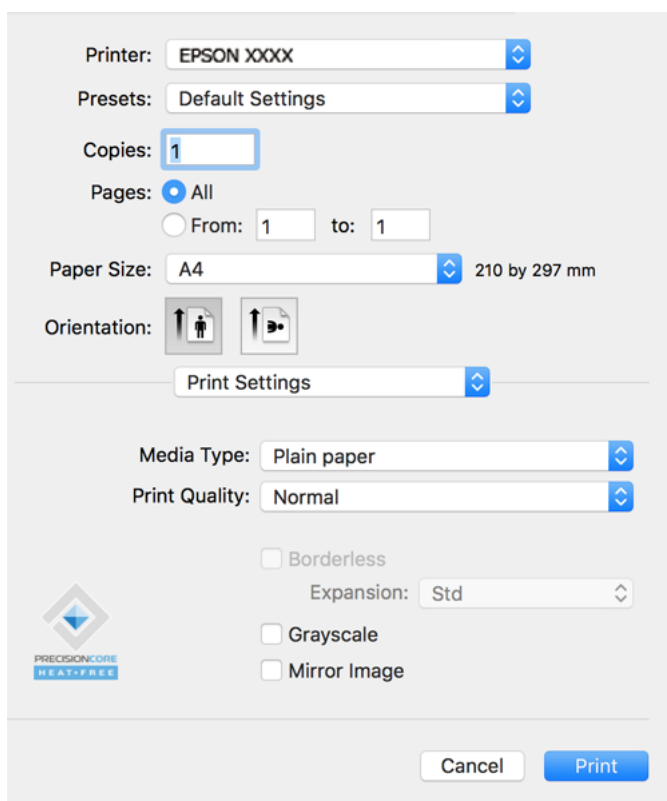 Printer: EPSON XXXX
Presets: Default Settings
Copies: 1
Pages: All
From: 1 to: 1
Paper Size: A4 210 by 297 mm
Orientation:
Print Settings
Media Type: Plain paper
Print Quality: Normal
Borderless
Expansion: Std
Grayscale
Mirror Image
PRECISIONCORE
HEAT•FREE
Cancel Print